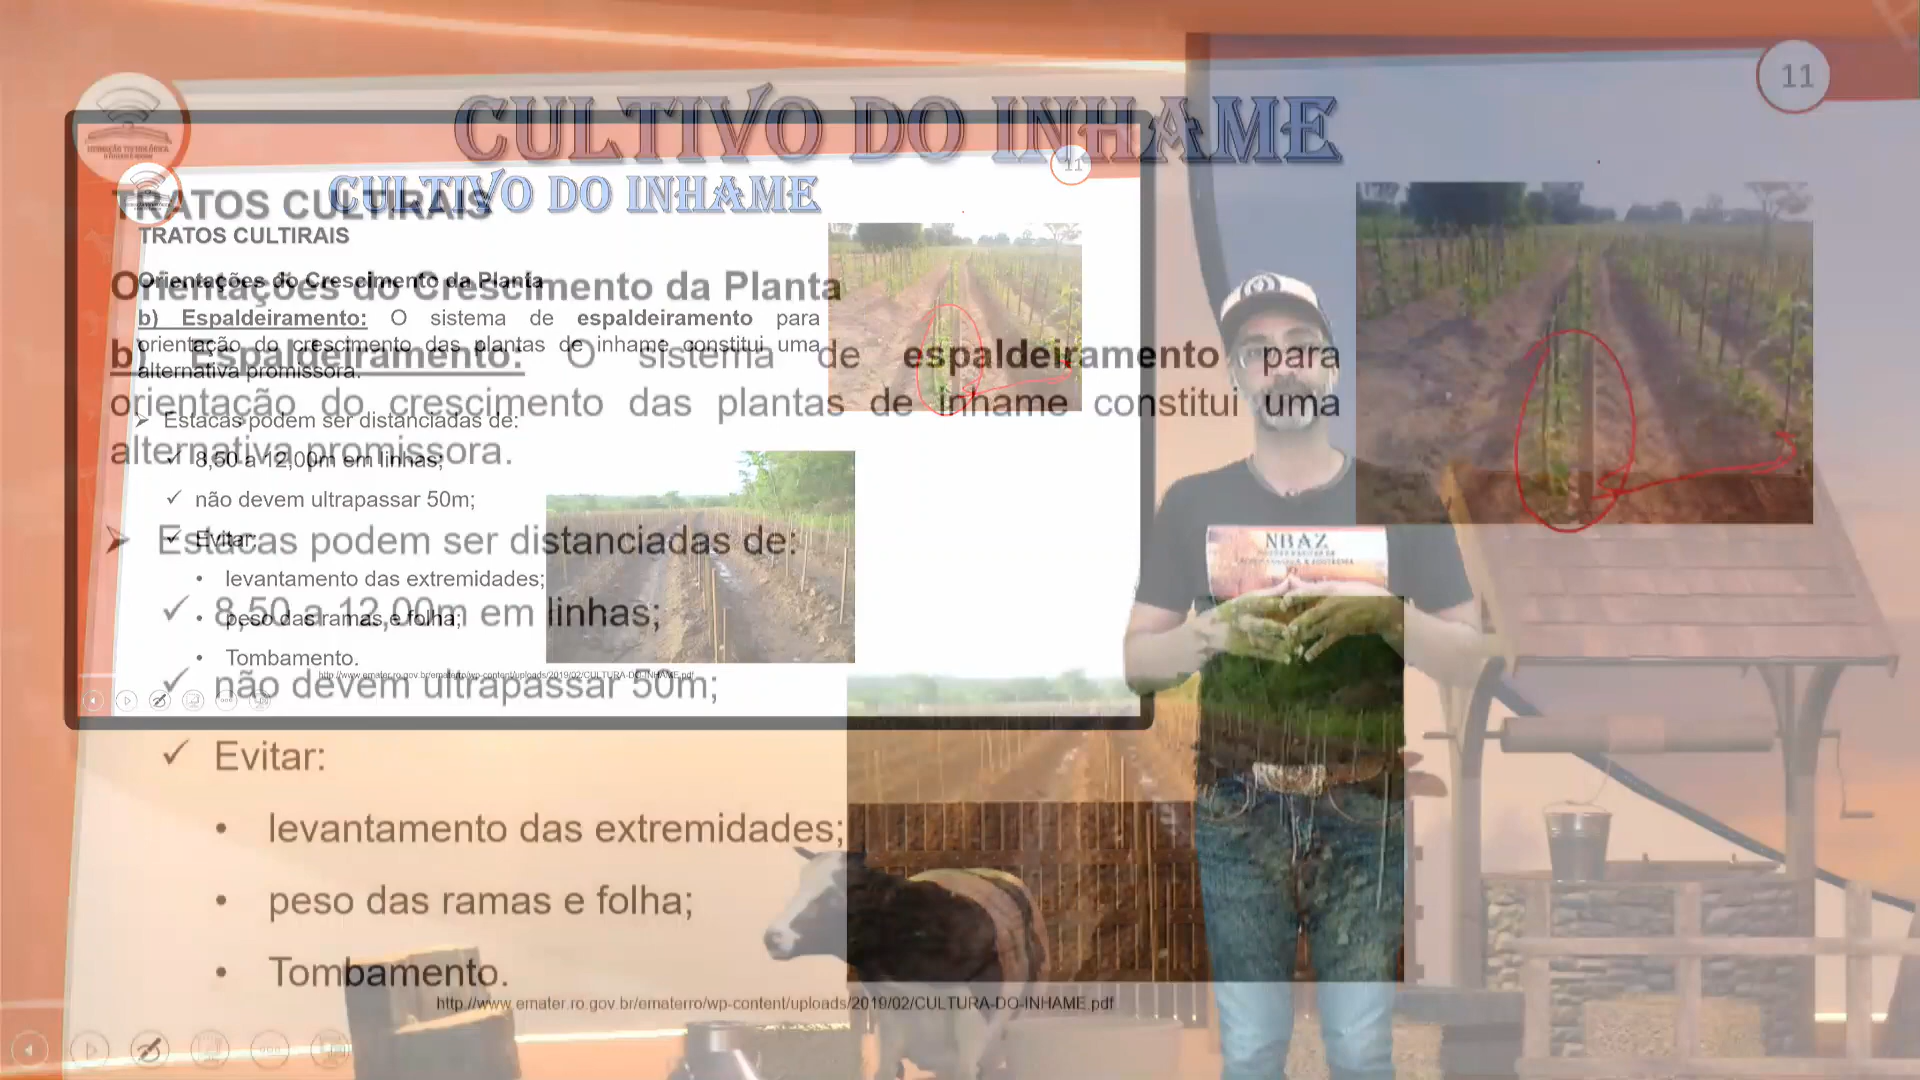 11
CULTIVO DO INHAME
TRATOS CULTIRAIS
Orientações do Crescimento da Planta
b) Espaldeiramento: O sistema de espaldeiramento para
orientação do crescimento das plantas de inhame constitui uma
alternativa promissora.
➤ Estacas podem ser distanciadas de:
✓ 8,50 a 12,00m em linhas;
✓ não devem ultrapassar 50m;
✓ Evitar:
• levantamento das extremidades;
• peso das ramas e folha;
• Tombamento.
http://www.emater.ro.gov.br/ematerro/wp-content/uploads/2019/02/CULTURA-DO-INHAME.pdf
11
CULTIVO DO INHAME
TRATOS CULTIRAIS
Orientações do Crescimento da Planta
b) Espaldeiramento: O sistema de espaldeiramento para
orientação do crescimento das plantas de inhame constitui uma
alternativa promissora.
➤ Estacas podem ser distanciadas de:
✓ 8,50 a 12,00m em linhas;
✓ não devem ultrapassar 50m;
✓ Evitar:
• levantamento das extremidades;
• peso das ramas e folha;
• Tombamento.
http://www.emater.ro.gov.br/ematerro/wp-content/uploads/2019/02/CULTURA-DO-INHAME.pdf
NBAZ